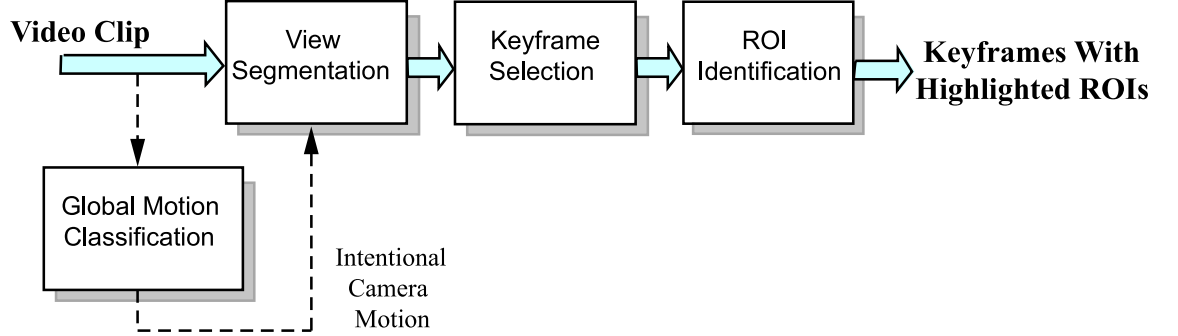 Video Clip
View
Segmentation
Keyframe
Selection
ROI
Identification
Keyframes With
Highlighted ROIs
Global Motion
Classification
Intentional
Camera
Motion